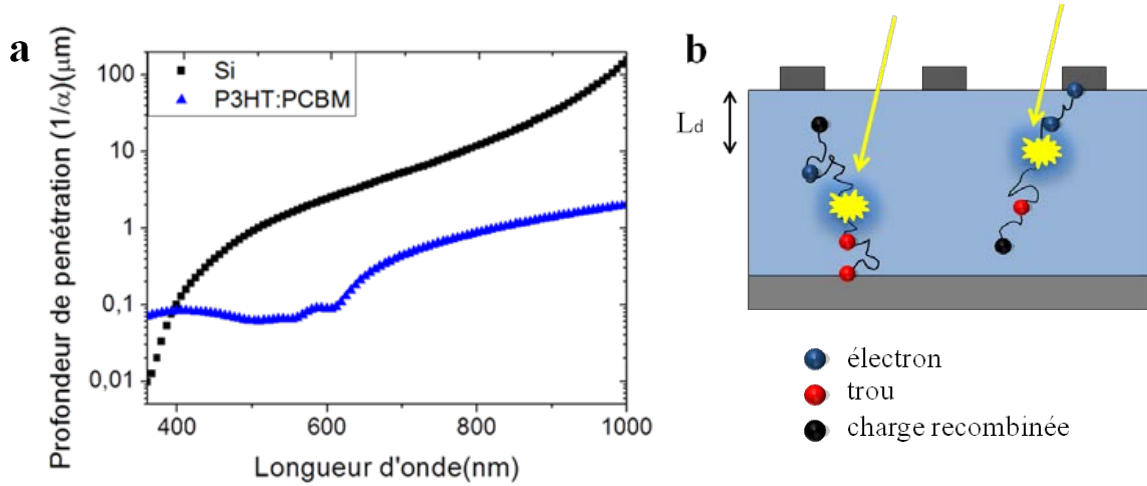 a
Profondeur de penétration (1/α)(µm)
100
10
1
0,1
0,01
Si
P3HT:PCBM
400
600
800
1000
Longueur d'onde(nm)
b
Ld
électron
trou
charge recombinée